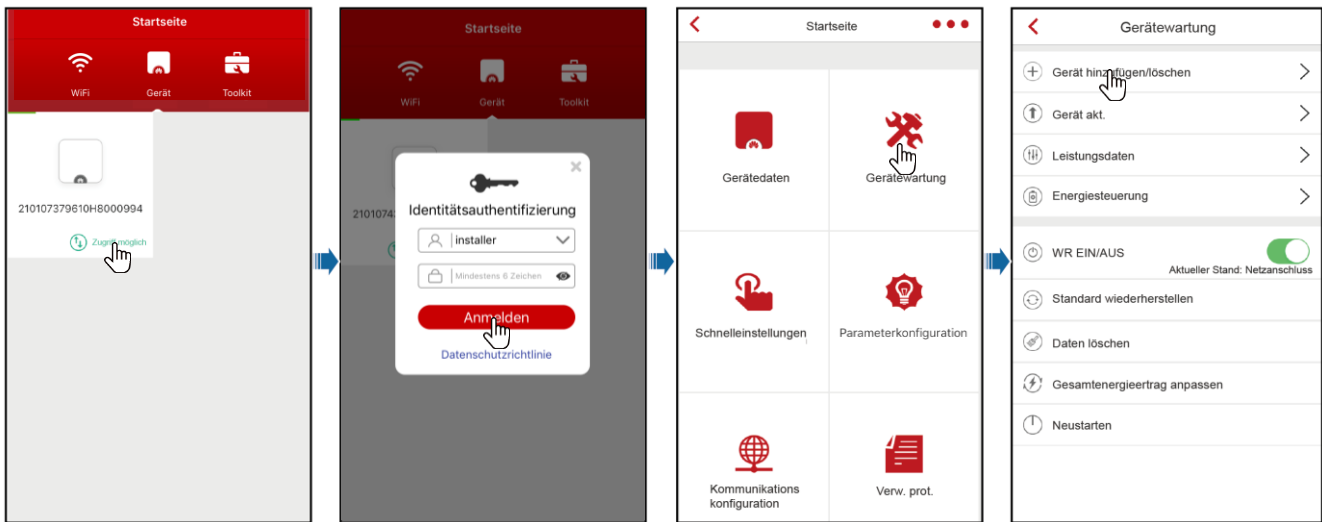 Startseite
WiFi
Gerät
Toolkit
210107379610H8000994
Zugriff möglich
Startseite
WiFi
Gerät
Toolkit
2101074
Identitätsauthentifizierung
installer
Mindestens 6 Zeichen
Anmelden
Datenschutzrichtlinie
Startseite
Gerätedaten
Gerätewartung
Schnelleinstellungen
Parameterkonfiguration
Kommunikations
konfiguration
Verw. prot.
Gerätewartung
Gerät hinzufügen/löschen
Gerät akt.
Leistungsdaten
Energiesteuerung
WR EIN/AUS
Aktueller Stand: Netzanschluss
Standard wiederherstellen
Daten löschen
Gesamtenergieertrag anpassen
Neustarten